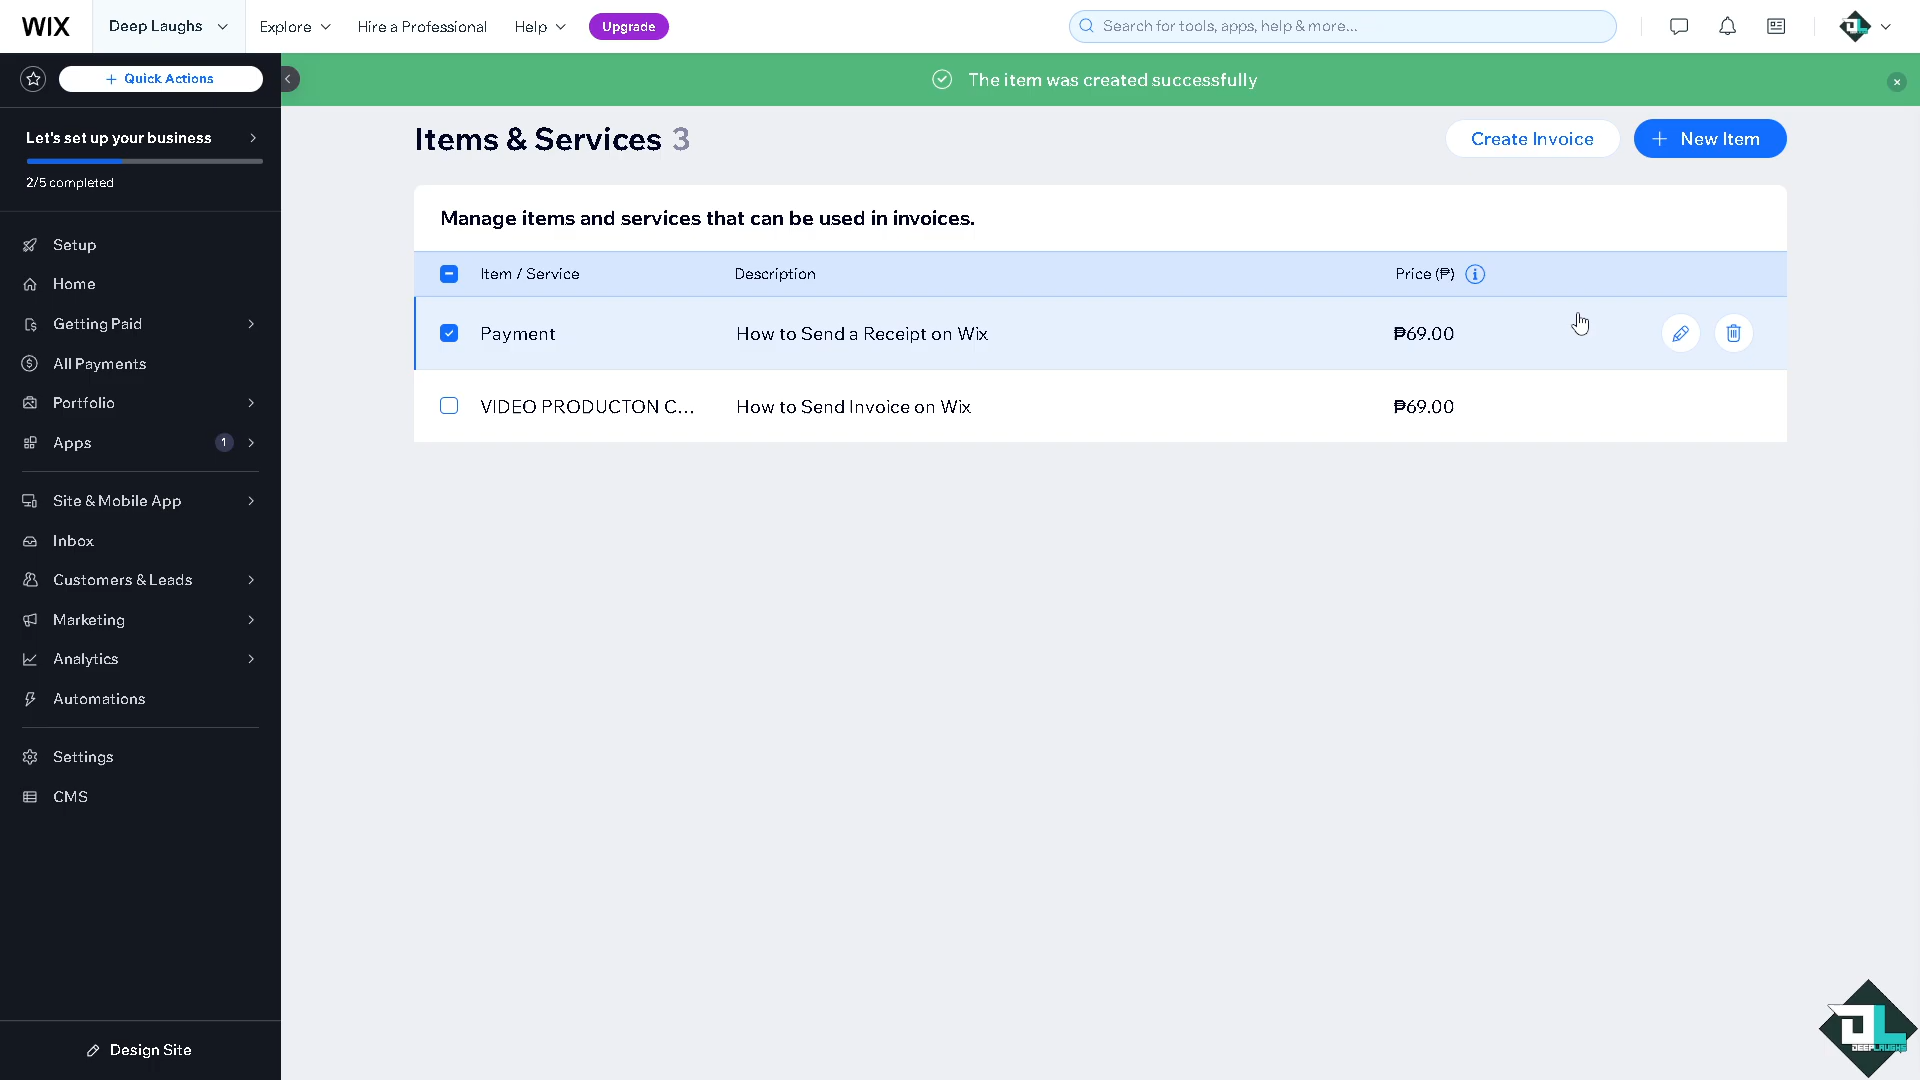 WIX
Deep Laughs
Explore
Hire a Professional
Help
Upgrade
Search for tools, apps, help & more...
+ Quick Actions
The item was created successfully
Let's set up your business
2/5 completed
Items & Services 3
Create Invoice
+ New Item
Manage items and services that can be used in invoices.
Item / Service
Description
Price (₱)
Payment
How to Send a Receipt on Wix
₱69.00
VIDEO PRODUCTON C...
How to Send Invoice on Wix
₱69.00
Setup
Home
Getting Paid
All Payments
Portfolio
Apps
1
Site & Mobile App
Inbox
Customers & Leads
Marketing
Analytics
Automations
Settings
CMS
Design Site
DL
DEEPLAUGHS